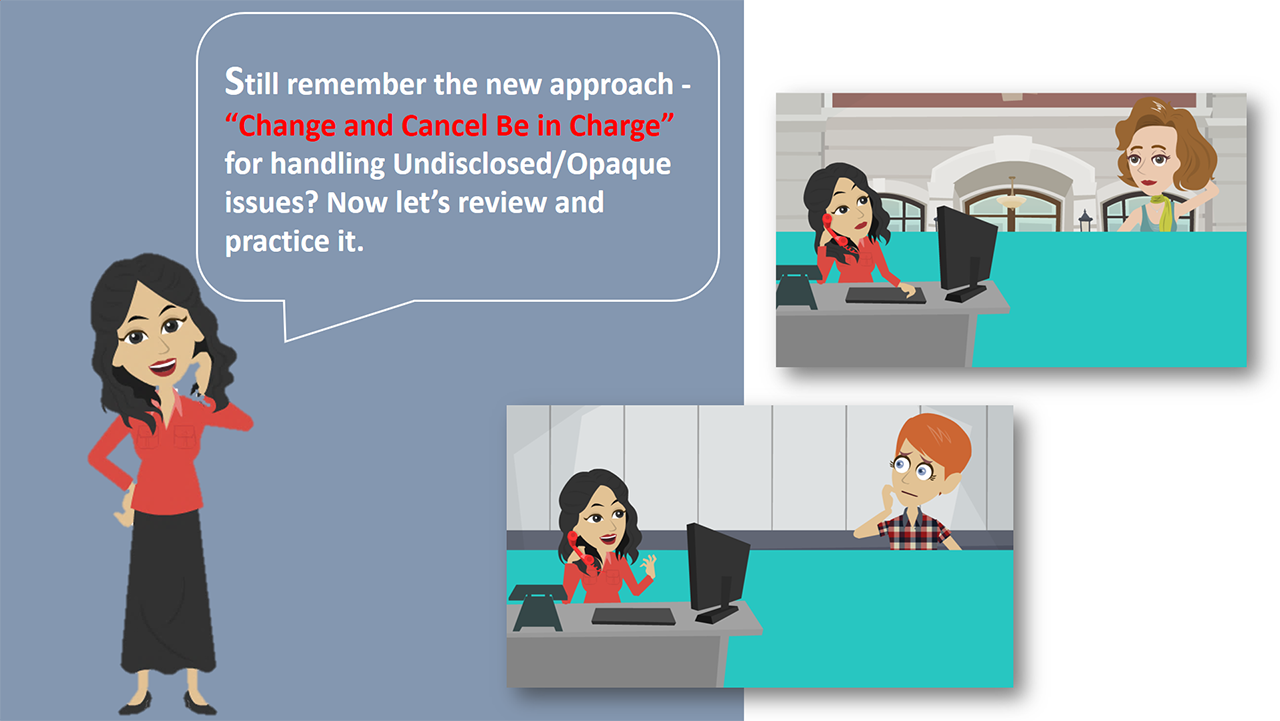 Still remember the new approach -
“Change and Cancel Be in Charge”
for handling Undisclosed/Opaque
issues? Now let’s review and
practice it.